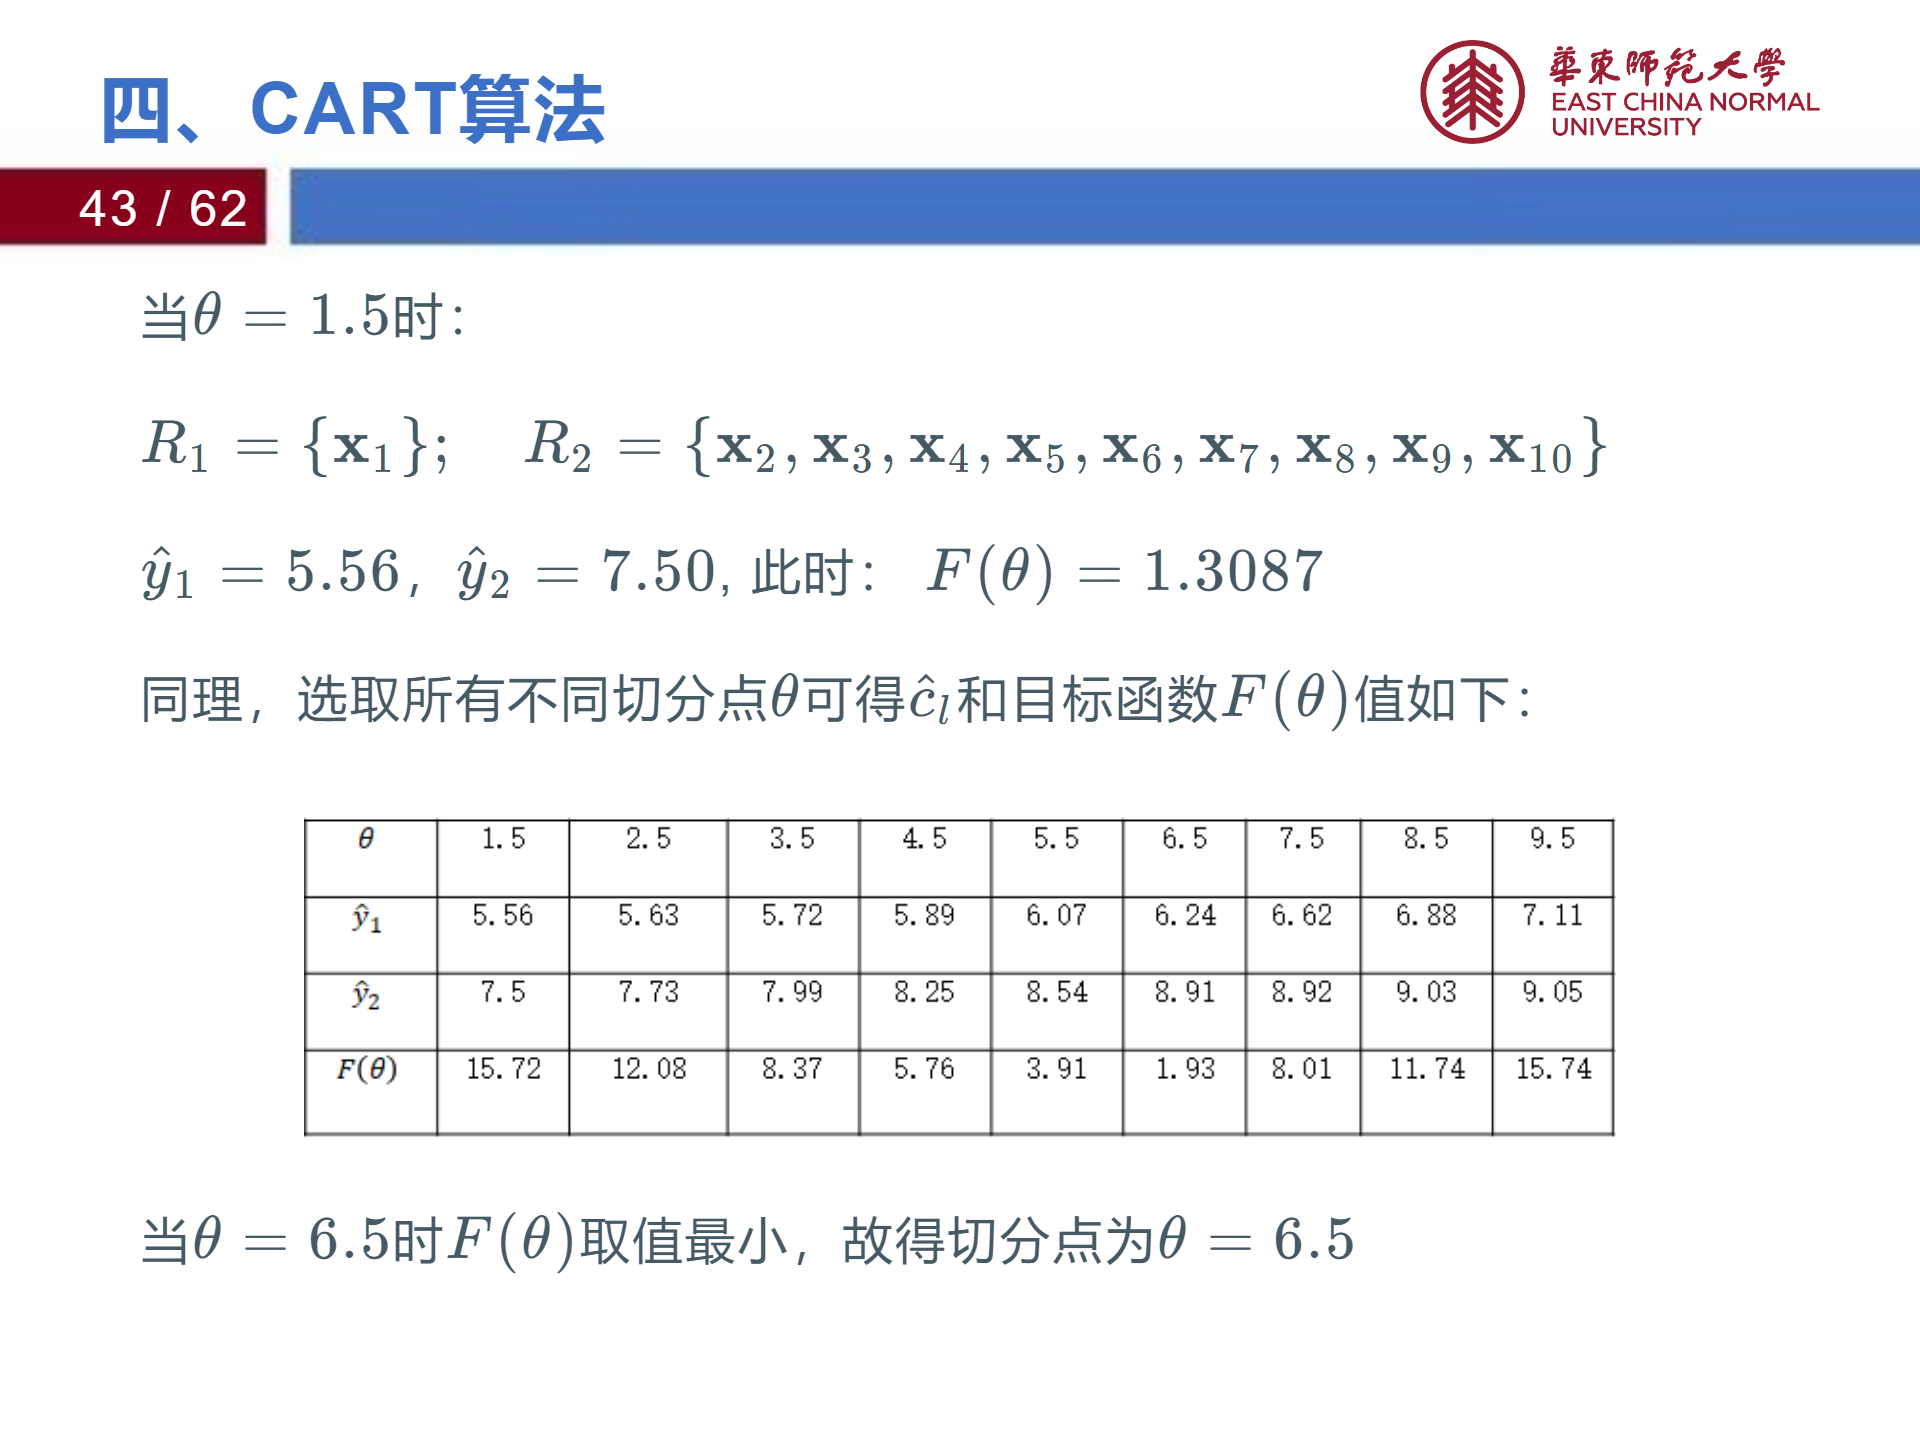 四、CART算法
華東師範大學
EAST CHINA NORMAL
UNIVERSITY
43 / 62
当θ = 1.5时：
R₁ = {x₁}; R₂ = {x₂, x₃, x₄, x₅, x₆, x₇, x₈, x₉, x₁₀}
ŷ₁ = 5.56，ŷ₂ = 7.50, 此时： F(θ) = 1.3087
同理，选取所有不同切分点θ可得ĉₗ和目标函数F(θ)值如下：
θ 1.5 2.5 3.5 4.5 5.5 6.5 7.5 8.5 9.5
ŷ₁ 5.56 5.63 5.72 5.89 6.07 6.24 6.62 6.88 7.11
ŷ₂ 7.5 7.73 7.99 8.25 8.54 8.91 8.92 9.03 9.05
F(θ) 15.72 12.08 8.37 5.76 3.91 1.93 8.01 11.74 15.74
当θ = 6.5时F(θ)取值最小，故得切分点为θ = 6.5